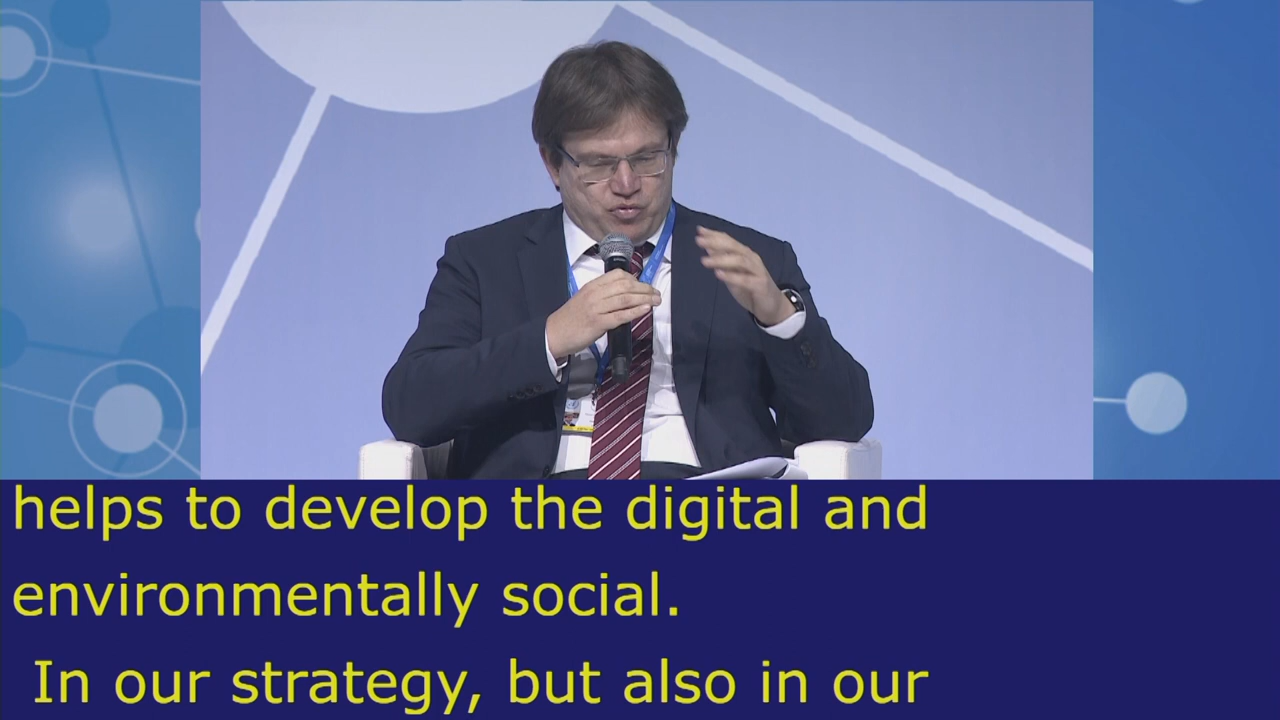 helps to develop the digital and
environmentally social.
In our strategy, but also in our